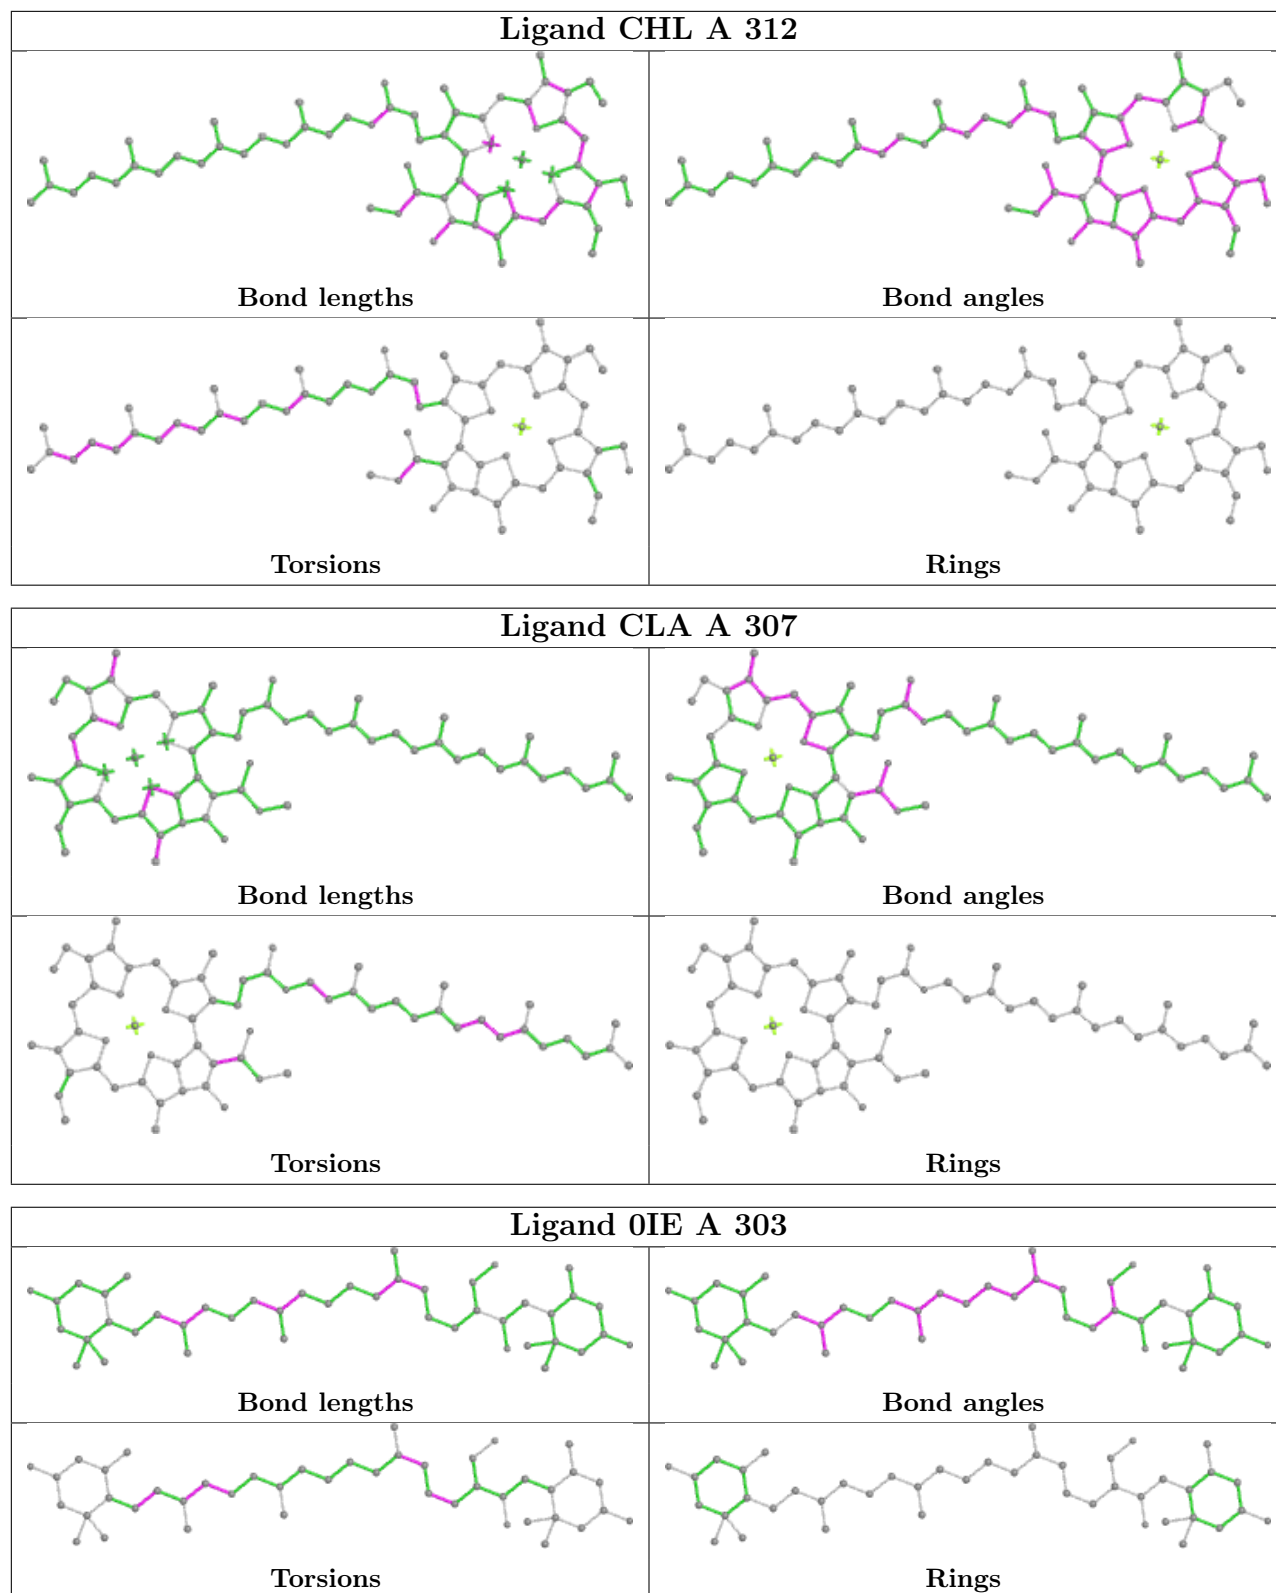 Ligand CHL A 312
Bond lengths
Bond angles
Torsions
Rings
Ligand CLA A 307
Bond lengths
Bond angles
Torsions
Rings
Ligand 0IE A 303
Bond lengths
Bond angles
Torsions
Rings